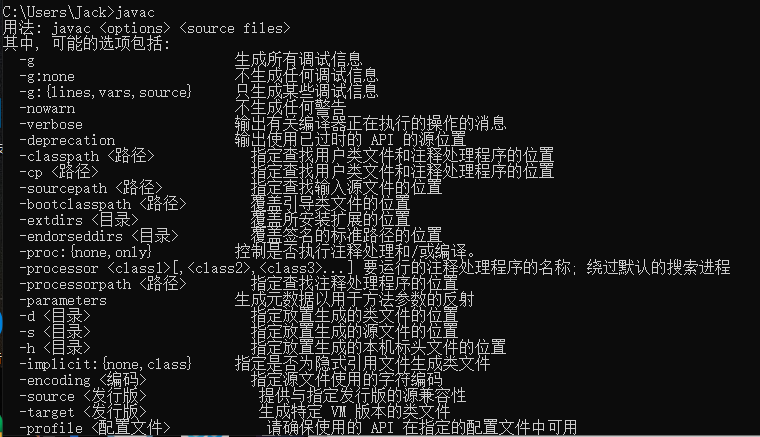 C:\Users\Jack>javac
用法: javac <options> <source files>
其中, 可能的选项包括:
-g 生成所有调试信息
-g:none 不生成任何调试信息
-g:{lines,vars,source} 只生成某些调试信息
-nowarn 不生成任何警告
-verbose 输出有关编译器正在执行的操作的消息
-deprecation 输出使用已过时的 API 的源位置
-classpath <路径> 指定查找用户类文件和注释处理程序的位置
-cp <路径> 指定查找用户类文件和注释处理程序的位置
-sourcepath <路径> 指定查找输入源文件的位置
-bootclasspath <路径> 覆盖引导类文件的位置
-extdirs <目录> 覆盖所安装扩展的位置
-endorseddirs <目录> 覆盖签名的标准路径的位置
-proc:{none,only} 控制是否执行注释处理和/或编译。
-processor <class1>[,<class2>,<class3>...] 要运行的注释处理程序的名称; 绕过默认的搜索进程
-processorpath <路径> 指定查找注释处理程序的位置
-parameters 生成元数据以用于方法参数的反射
-d <目录> 指定放置生成的类文件的位置
-s <目录> 指定放置生成的源文件的位置
-h <目录> 指定放置生成的本机标头文件的位置
-implicit:{none,class} 指定是否为隐式引用文件生成类文件
-encoding <编码> 指定源文件使用的字符编码
-source <发行版> 提供与指定发行版的源兼容性
-target <发行版> 生成特定 VM 版本的类文件
-profile <配置文件> 请确保使用的 API 在指定的配置文件中可用